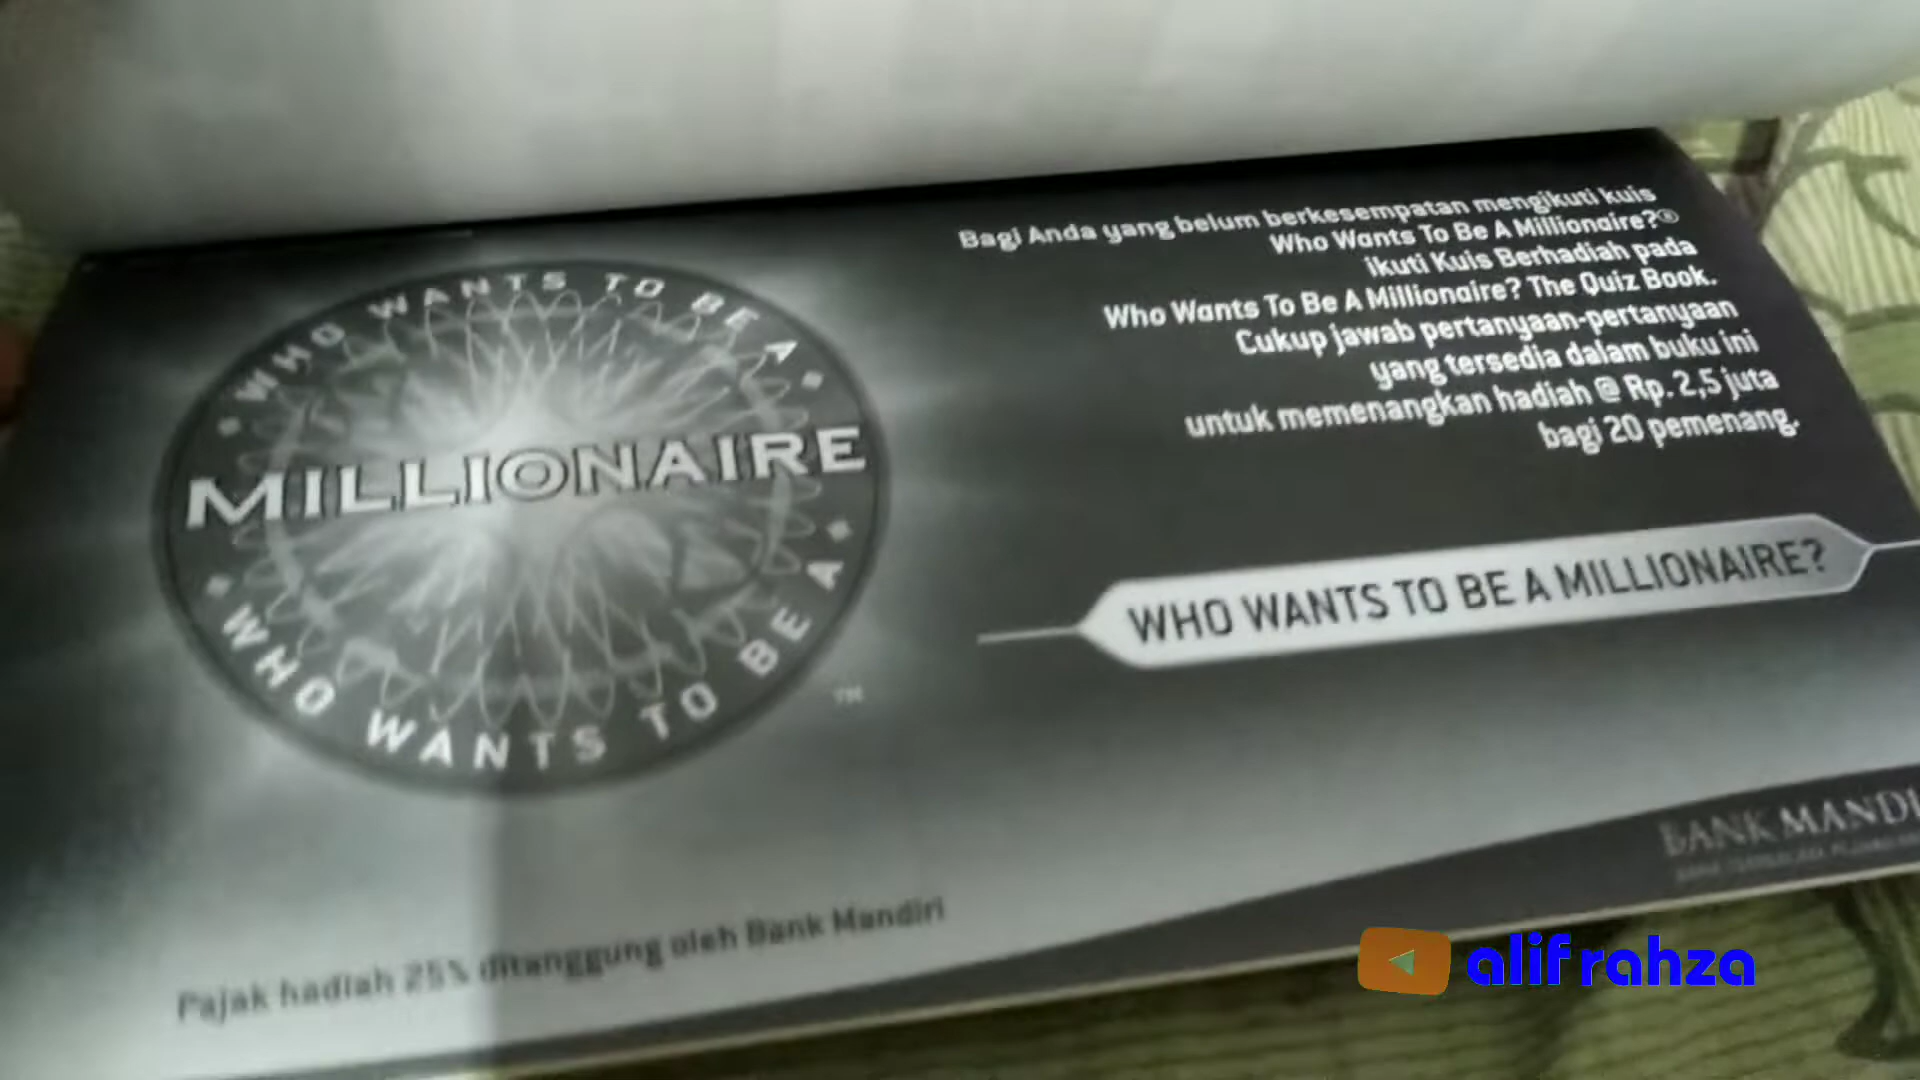 WHO WANTS TO BE A
MILLIONAIRE
WHO WANTS TO BE A
TM
Bagi Anda yang belum berkesempatan mengikuti kuis
Who Wants To Be A Millionaire?®
ikuti Kuis Berhadiah pada
Who Wants To Be A Millionaire? The Quiz Book.
Cukup jawab pertanyaan-pertanyaan
yang tersedia dalam buku ini
untuk memenangkan hadiah @ Rp. 2,5 juta
bagi 20 pemenang.
WHO WANTS TO BE A MILLIONAIRE?
BANK MANDI
Pajak hadiah 25% ditanggung oleh Bank Mandiri
alif rahza